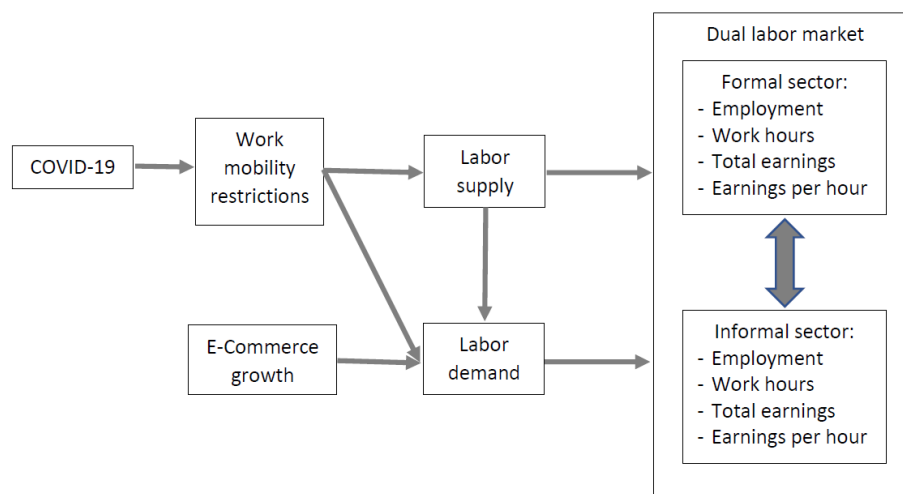 COVID-19
Work
mobility
restrictions
Labor
supply
E-Commerce
growth
Labor
demand
Dual labor market
Formal sector:
- Employment
- Work hours
- Total earnings
- Earnings per hour
Informal sector:
- Employment
- Work hours
- Total earnings
- Earnings per hour